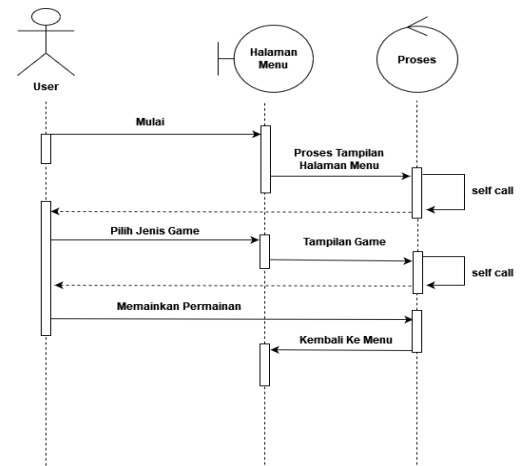 User
Halaman
Menu
Proses
Mulai
Proses Tampilan
Halaman Menu
self call
Pilih Jenis Game
Tampilan Game
self call
Memainkan Permainan
Kembali Ke Menu